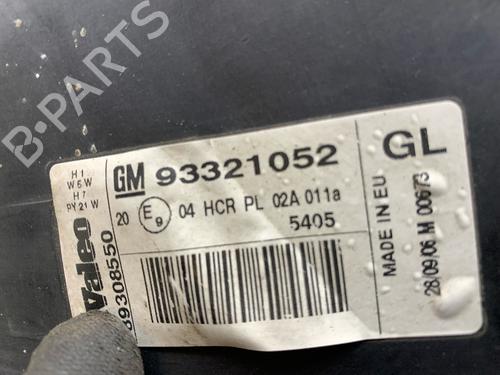 B-PARTS
H1
W5W
H7
PY21W
GM 93321052
GL
20 E9 04 HCR PL 02A 011a
5405
MADE IN EU
28/09/06 M 00673
Valeo
89308550